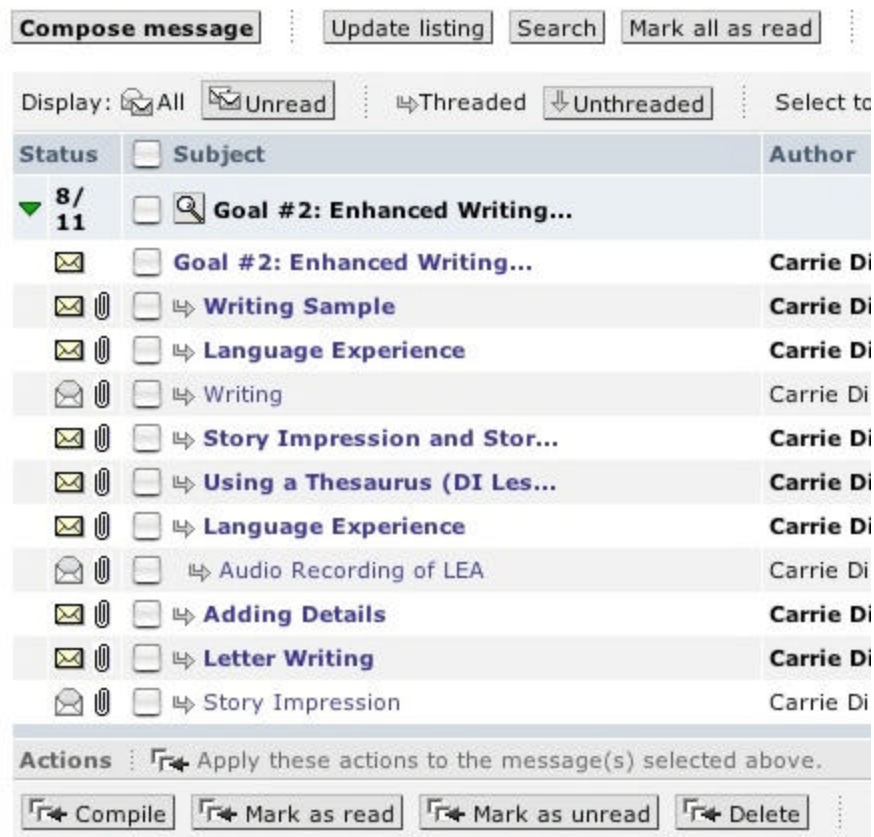 Compose message Update listing Search Mark all as read
Display: All Unread Threaded Unthreaded Select to
Status Subject Author
8/
11 Goal #2: Enhanced Writing...
Goal #2: Enhanced Writing... Carrie Di
Writing Sample Carrie Di
Language Experience Carrie Di
Writing Carrie Di
Story Impression and Stor... Carrie Di
Using a Thesaurus (DI Les... Carrie Di
Language Experience Carrie Di
Audio Recording of LEA Carrie Di
Adding Details Carrie Di
Letter Writing Carrie Di
Story Impression Carrie Di
Actions Apply these actions to the message(s) selected above.
Compile Mark as read Mark as unread Delete